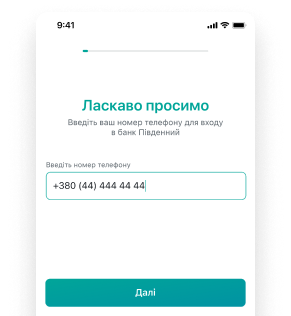 9:41
Ласкаво просимо
Введіть ваш номер телефону для входу
в банк Південний
Введіть номер телефону
+380 (44) 444 44 44
Далі